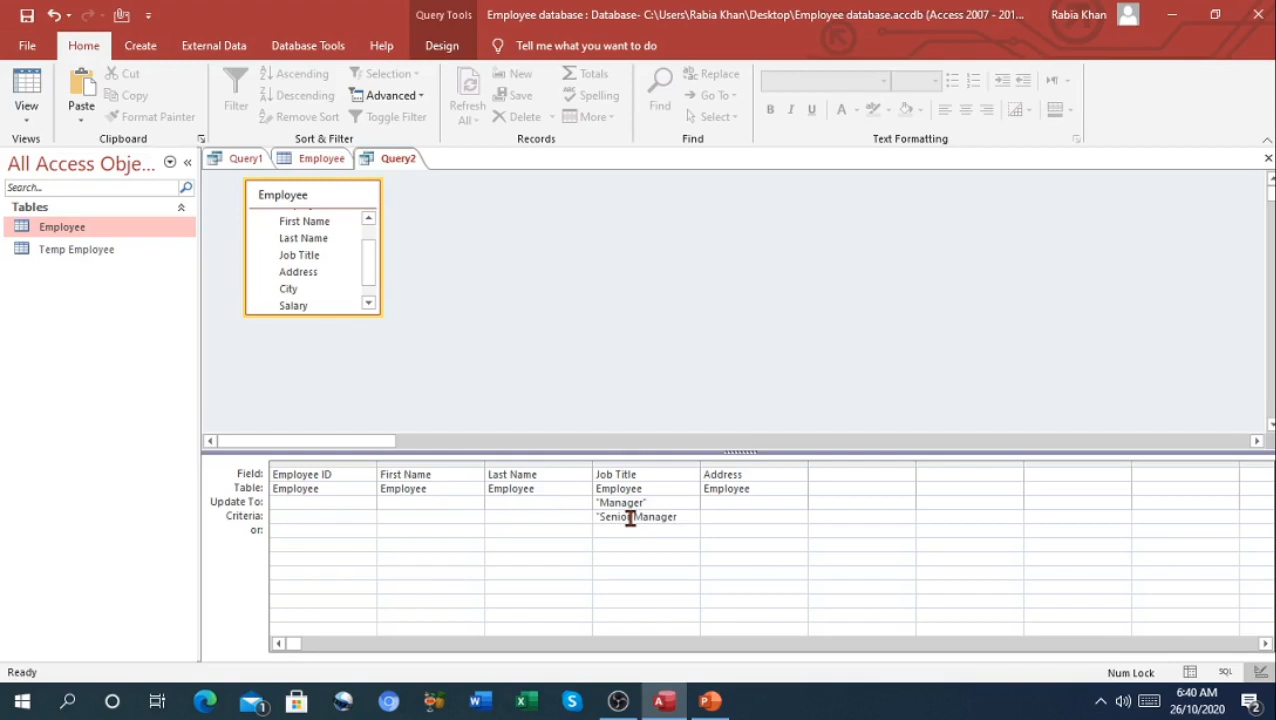 Query Tools
Employee database : Database- C:\Users\Rabia Khan\Desktop\Employee database.accdb (Access 2007 - 201...
Rabia Khan
File
Home
Create
External Data
Database Tools
Help
Design
Tell me what you want to do
View
Views
Paste
Cut
Copy
Format Painter
Clipboard
Filter
Ascending
Descending
Remove Sort
Selection
Advanced
Toggle Filter
Sort & Filter
Refresh
All
New
Save
Delete
Totals
Spelling
More
Records
Find
Replace
Go To
Select
Find
B I U
A
Text Formatting
All Access Obje...
Search...
Tables
Employee
Temp Employee
Query1
Employee
Query2
Employee
First Name
Last Name
Job Title
Address
City
Salary
Field: Employee ID First Name Last Name Job Title Address
Table: Employee Employee Employee Employee Employee
Update To: "Manager"
Criteria: "Senior Manager
or:
Ready
Num Lock
SQL
1
6:40 AM
26/10/2020
2